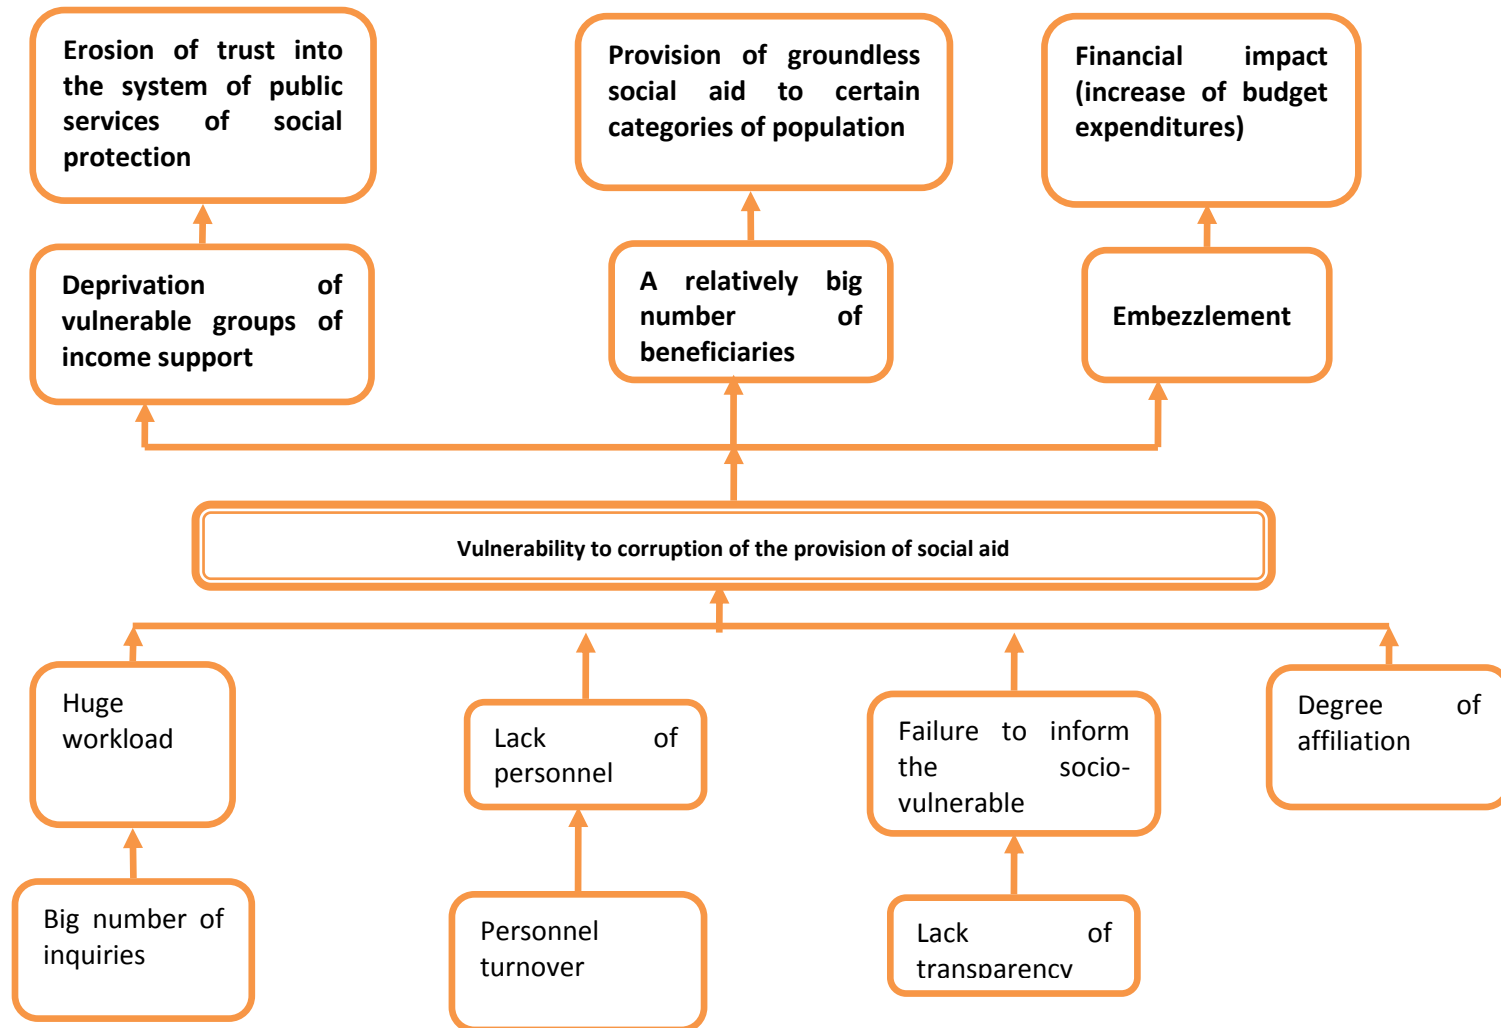 Erosion of trust into
the system of public
services of social
protection
Provision of groundless
social aid to certain
categories of population
Financial impact
(increase of budget
expenditures)
Deprivation of
vulnerable groups of
income support
A relatively big
number of
beneficiaries
Embezzlement
Vulnerability to corruption of the provision of social aid
Huge
workload
Lack of
personnel
Failure to inform
the socio-
vulnerable
Degree of
affiliation
Big number of
inquiries
Personnel
turnover
Lack of
transparency